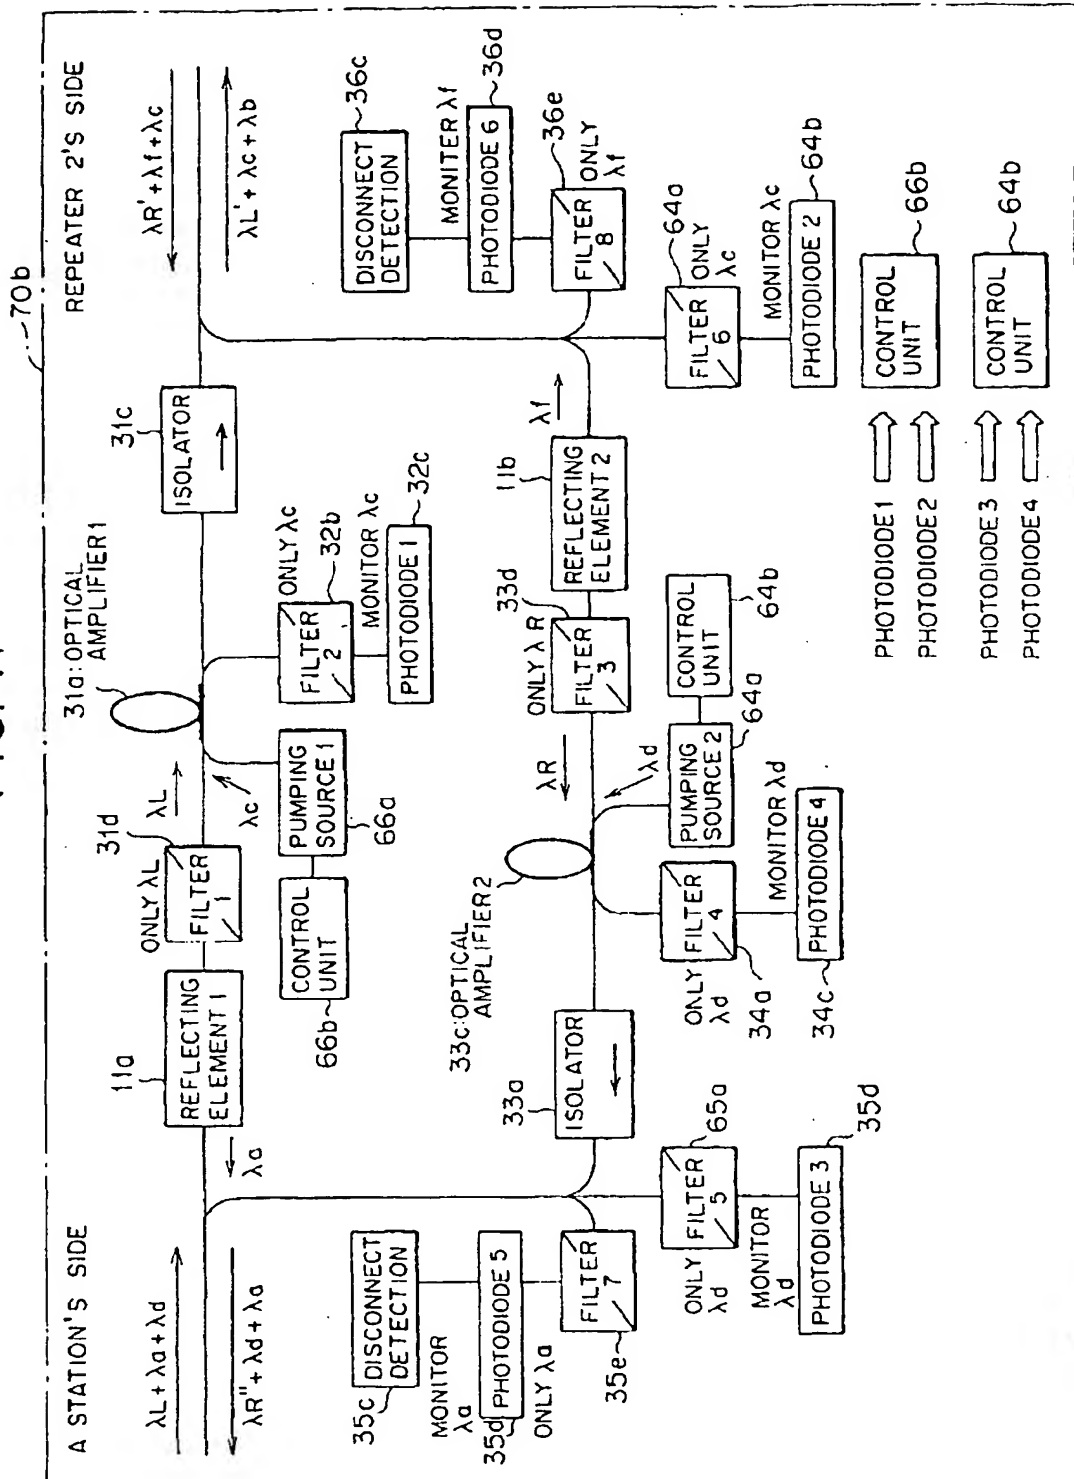 70b
A STATION'S SIDE
REPEATER 2'S SIDE
λL + λa + λd
λR'' + λd + λa
λR' + λf + λc
λL' + λc + λb
11a
REFLECTING
ELEMENT 1
λa
ONLY λL
31d
FILTER
1
λL
λc
31a: OPTICAL
AMPLIFIER1
31c
ISOLATOR
CONTROL
UNIT
66b
PUMPING
SOURCE 1
66a
ONLY λc
FILTER
2
32b
MONITOR λc
PHOTODIODE 1
32c
DISCONNECT
DETECTION
36c
MONITER λf
PHOTODIODE 6
36d
FILTER
8
36e
ONLY
λf
λf
FILTER
6
64a
ONLY
λc
MONITOR λc
PHOTODIODE 2
64b
11b
REFLECTING
ELEMENT 2
33d
ONLY λR
FILTER
3
λR
λd
33c: OPTICAL
AMPLIFIER2
PUMPING
SOURCE 2
64a
CONTROL
UNIT
64b
ONLY
λd
FILTER
4
34a
MONITOR λd
PHOTODIODE 4
34c
33a
ISOLATOR
35c
DISCONNECT
DETECTION
MONITOR
λa
35d
PHOTODIODE 5
ONLY λa
FILTER
7
35e
ONLY
λd
FILTER
5
65a
MONITOR
λd
PHOTODIODE 3
35d
PHOTODIODE1
PHOTODIODE2
CONTROL
UNIT
66b
PHOTODIODE 3
PHOTODIODE 4
CONTROL
UNIT
64b